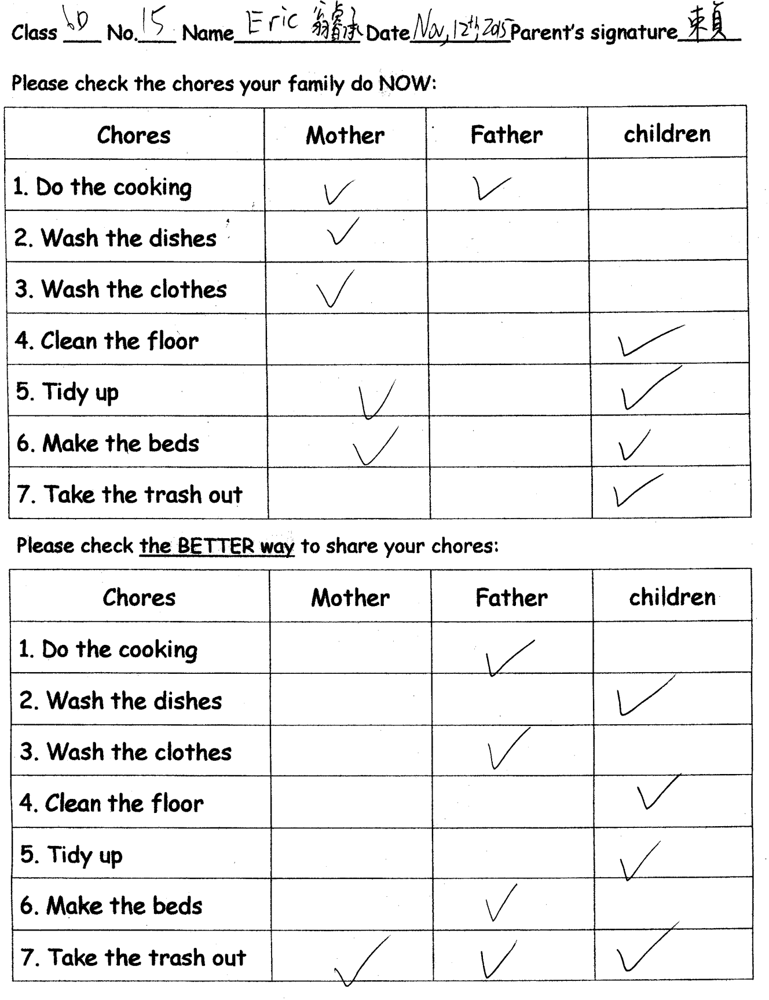 Class 6D No. 15 Name Eric 翁睿承 Date Nov, 12th, 2015 Parent's signature 賴
Please check the chores your family do NOW:
Chores Mother Father children
1. Do the cooking ✓ ✓
2. Wash the dishes ✓
3. Wash the clothes ✓
4. Clean the floor ✓
5. Tidy up ✓ ✓
6. Make the beds ✓ ✓
7. Take the trash out ✓
Please check the BETTER way to share your chores:
Chores Mother Father children
1. Do the cooking ✓
2. Wash the dishes ✓
3. Wash the clothes ✓
4. Clean the floor ✓
5. Tidy up ✓
6. Make the beds ✓
7. Take the trash out ✓ ✓ ✓